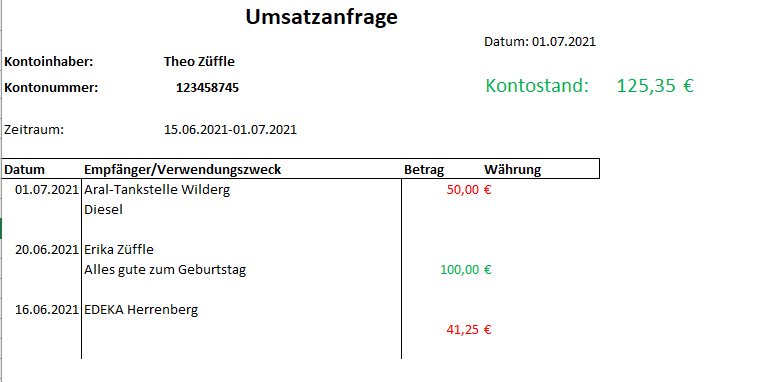 Umsatzanfrage
Datum: 01.07.2021
Kontoinhaber: Theo Züffle
Kontonummer: 123458745 Kontostand: 125,35 €
Zeitraum: 15.06.2021-01.07.2021
Datum Empfänger/Verwendungszweck Betrag Währung
01.07.2021 Aral-Tankstelle Wilderg 50,00 €
Diesel
20.06.2021 Erika Züffle
Alles gute zum Geburtstag 100,00 €
16.06.2021 EDEKA Herrenberg
41,25 €